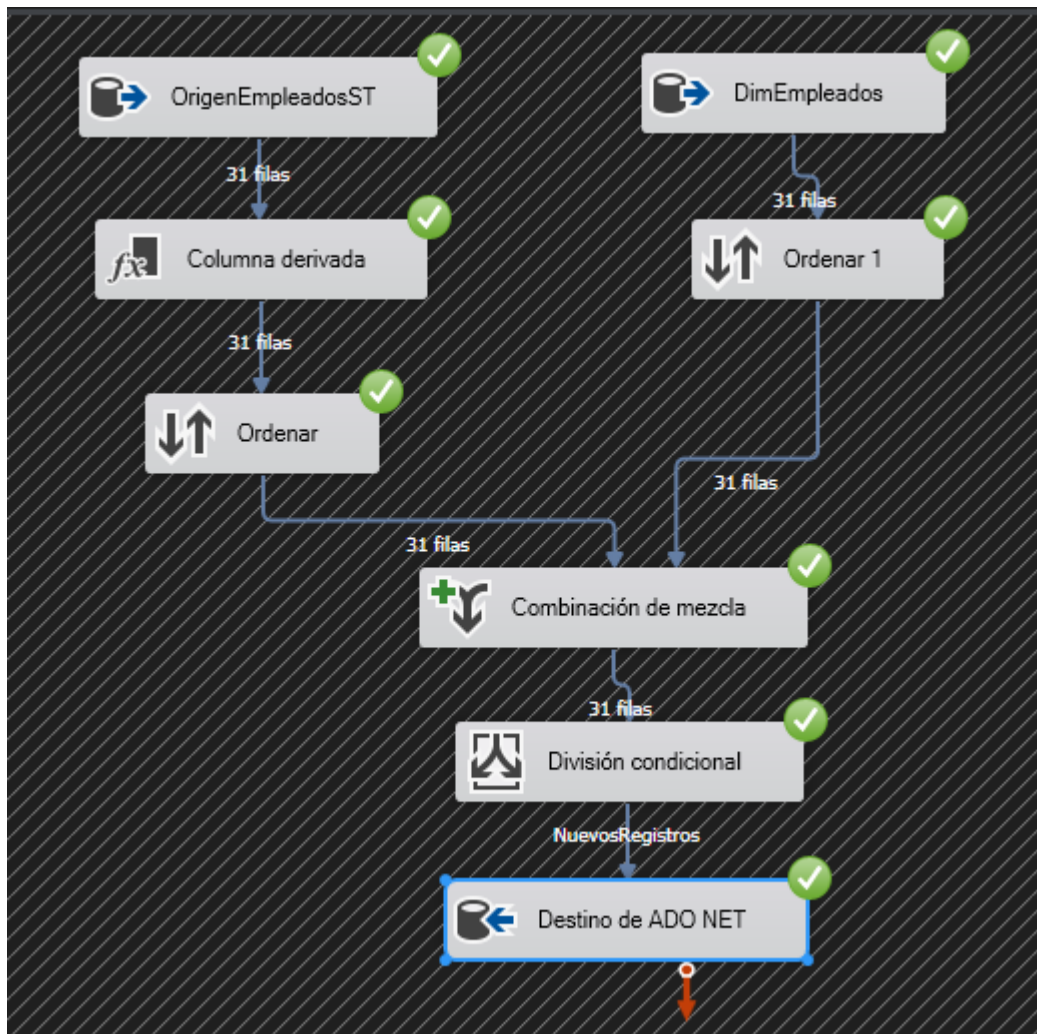 OrigenEmpleadosST
DimEmpleados
31 filas
31 filas
Columna derivada
Ordenar 1
31 filas
Ordenar
31 filas
31 filas
Combinación de mezcla
31 filas
División condicional
NuevosRegistros
Destino de ADO NET